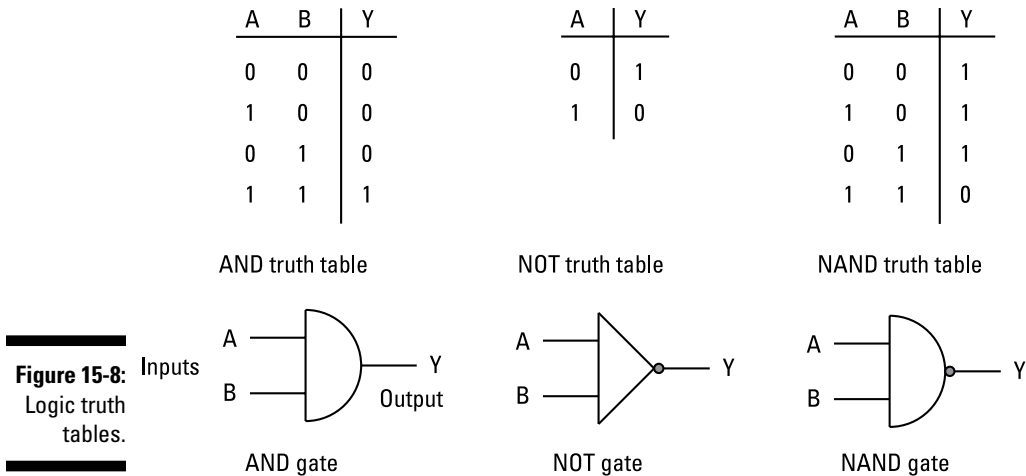 A B Y A Y A B Y
0 0 0 0 1 0 0 1
1 0 0 1 0 1 0 1
0 1 0 0 1 1
1 1 1 1 1 0
AND truth table NOT truth table NAND truth table
A A A
Inputs Y Y Y
B Output B B
AND gate NOT gate NAND gate
Figure 15-8:
Logic truth
tables.